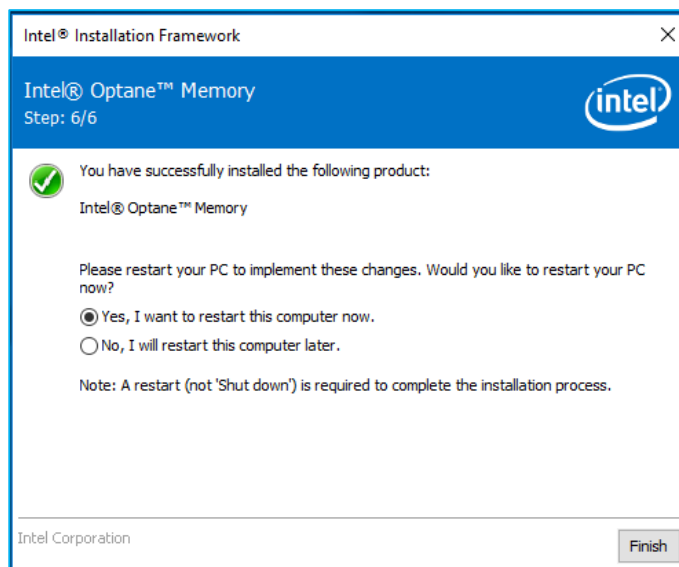 Intel® Installation Framework
Intel® Optane™ Memory
Step: 6/6
intel
You have successfully installed the following product:
Intel® Optane™ Memory
Please restart your PC to implement these changes. Would you like to restart your PC
now?
Yes, I want to restart this computer now.
No, I will restart this computer later.
Note: A restart (not 'Shut down') is required to complete the installation process.
Intel Corporation
Finish